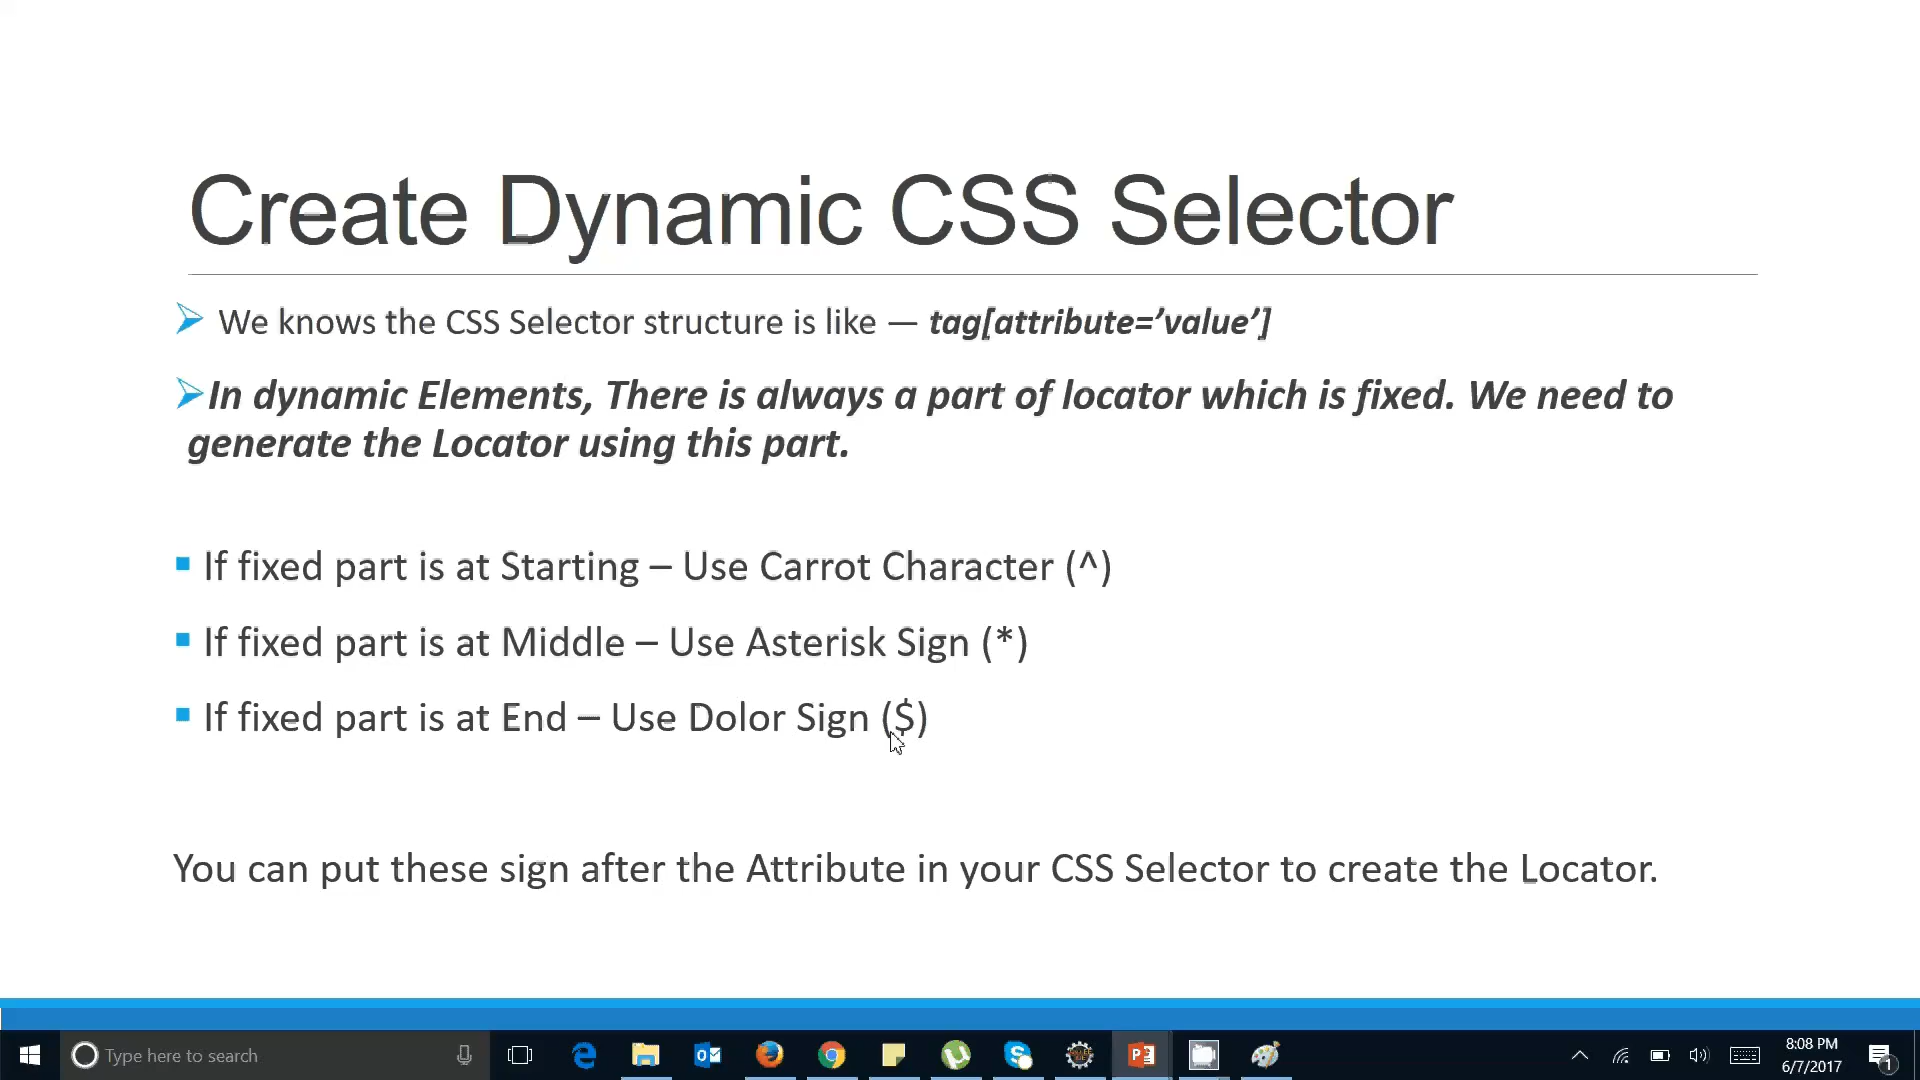 Create Dynamic CSS Selector
We knows the CSS Selector structure is like — tag[attribute=’value’]
In dynamic Elements, There is always a part of locator which is fixed. We need to
generate the Locator using this part.
If fixed part is at Starting – Use Carrot Character (^)
If fixed part is at Middle – Use Asterisk Sign (*)
If fixed part is at End – Use Dolor Sign ($)
You can put these sign after the Attribute in your CSS Selector to create the Locator.
Type here to search
8:08 PM
6/7/2017
1